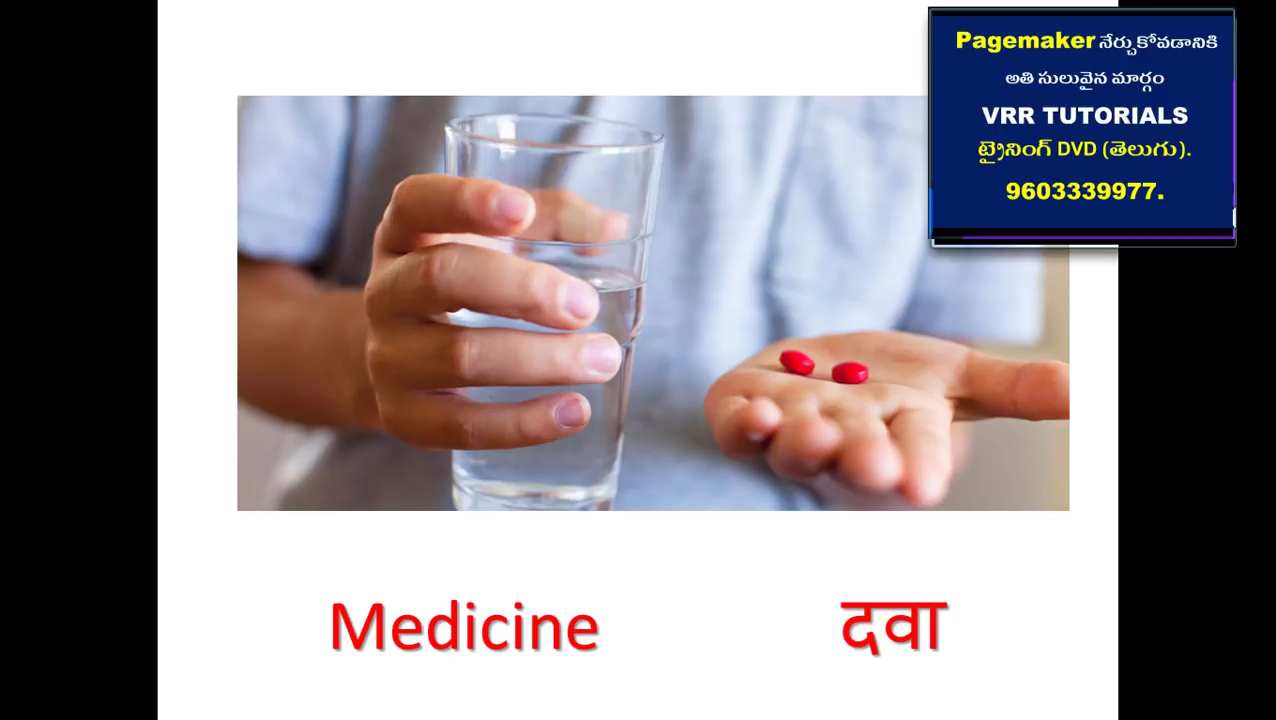 Pagemaker నేర్చుకోవడానికి
అతి సులువైన మార్గం
VRR TUTORIALS
ట్రైనింగ్ DVD (తెలుగు).
9603339977.
Medicine दवा